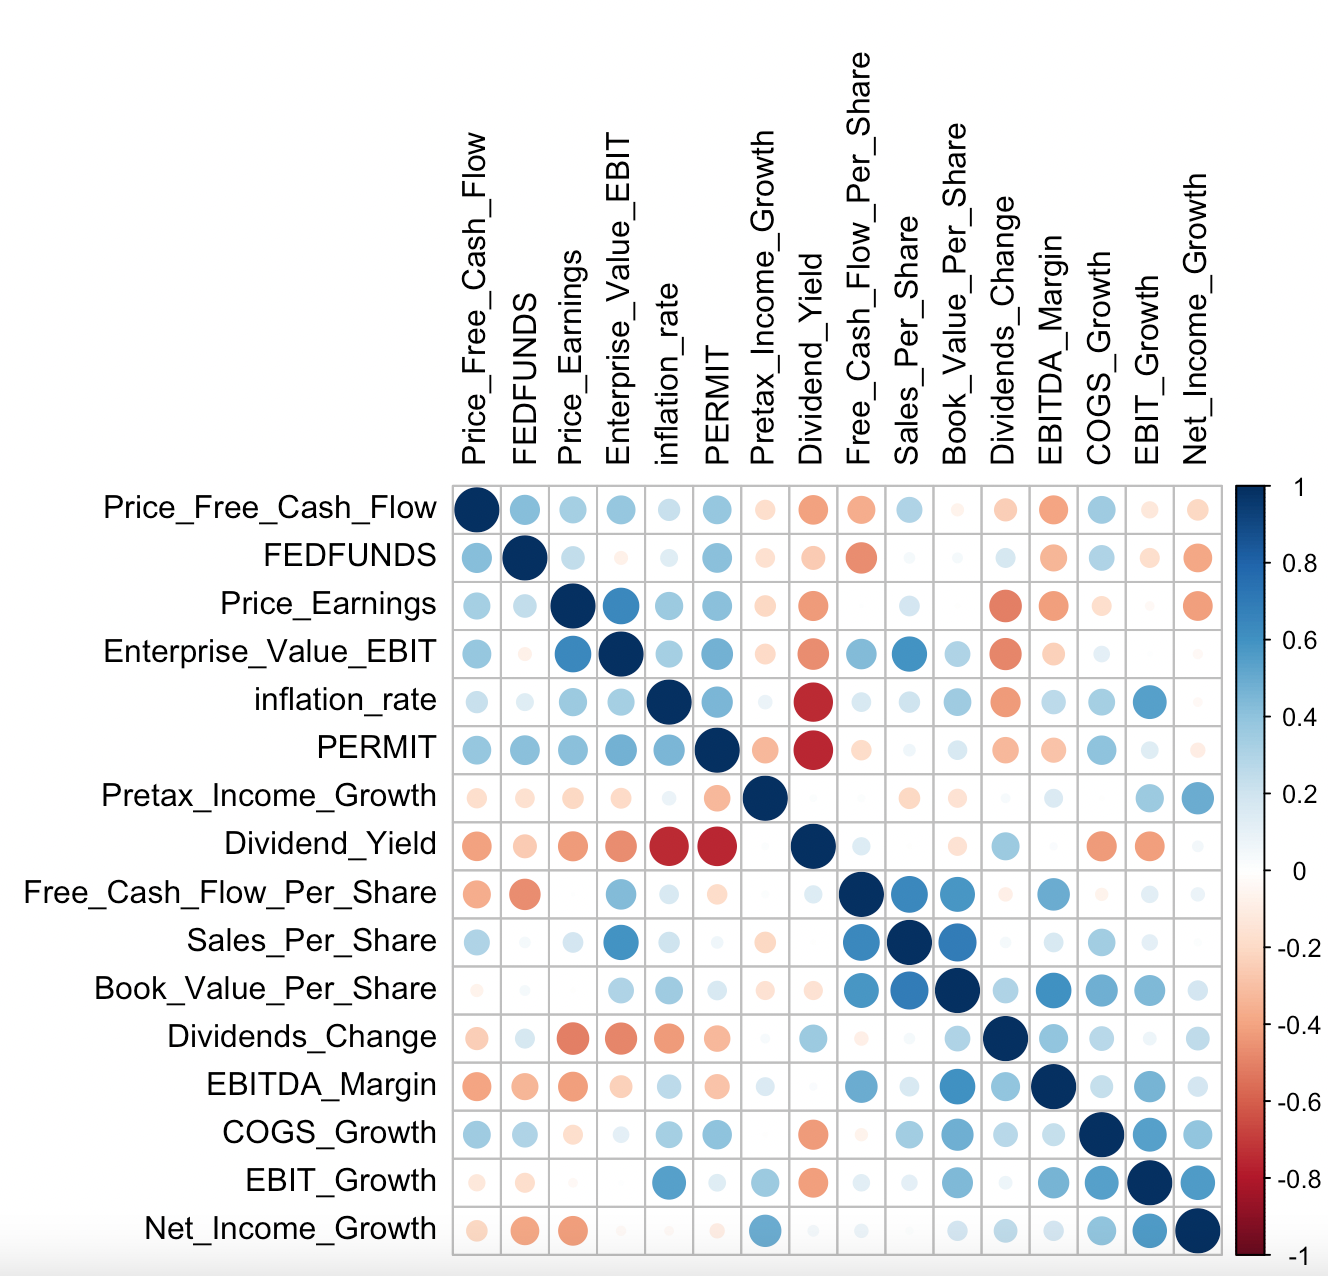 Price_Free_Cash_Flow
FEDFUNDS
Price_Earnings
Enterprise_Value_EBIT
inflation_rate
PERMIT
Pretax_Income_Growth
Dividend_Yield
Free_Cash_Flow_Per_Share
Sales_Per_Share
Book_Value_Per_Share
Dividends_Change
EBITDA_Margin
COGS_Growth
EBIT_Growth
Net_Income_Growth
Price_Free_Cash_Flow
FEDFUNDS
Price_Earnings
Enterprise_Value_EBIT
inflation_rate
PERMIT
Pretax_Income_Growth
Dividend_Yield
Free_Cash_Flow_Per_Share
Sales_Per_Share
Book_Value_Per_Share
Dividends_Change
EBITDA_Margin
COGS_Growth
EBIT_Growth
Net_Income_Growth
1
0.8
0.6
0.4
0.2
0
-0.2
-0.4
-0.6
-0.8
-1